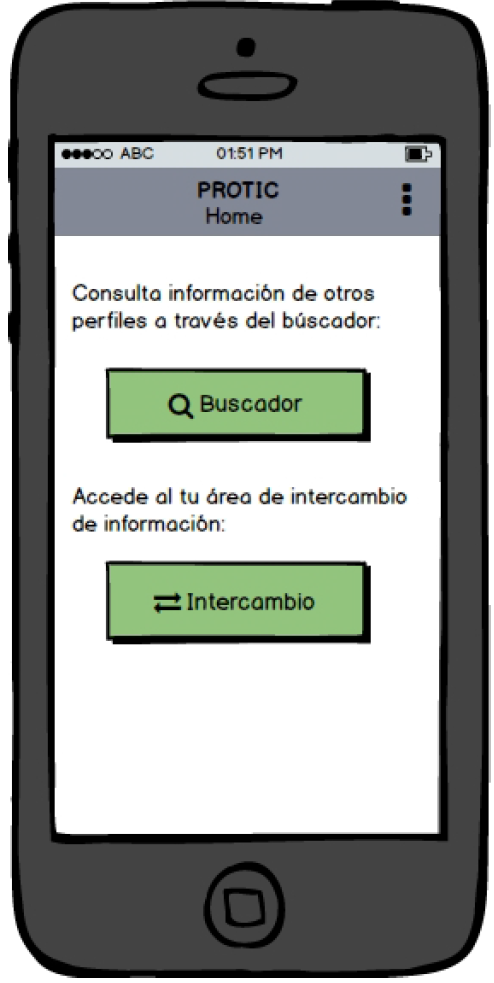 ABC 01:51 PM
PROTIC
Home
Consulta información de otros
perfiles a través del búscador:
Buscador
Accede al tu área de intercambio
de información:
Intercambio